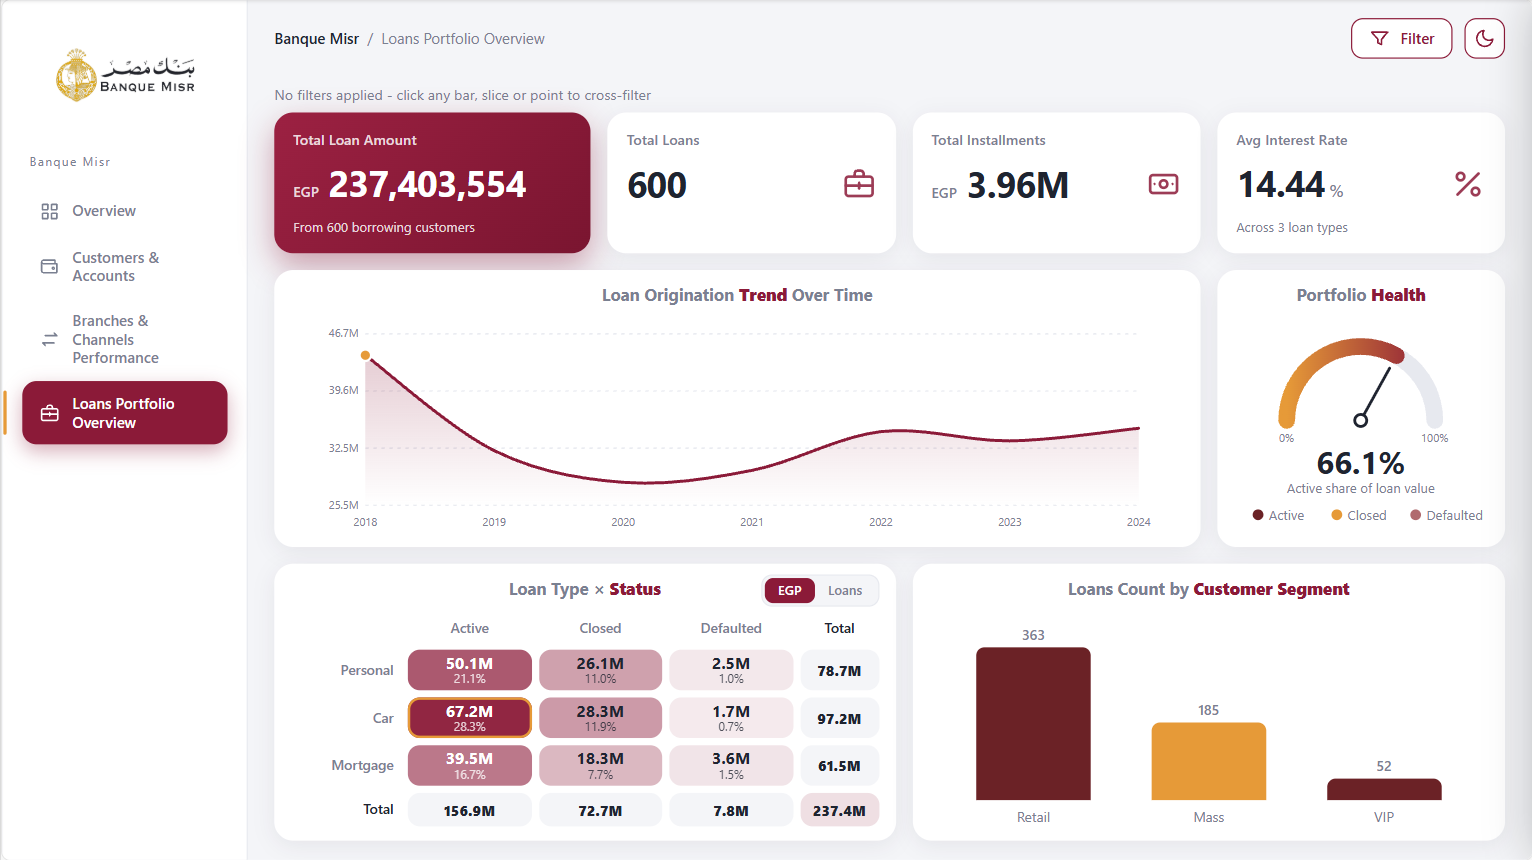 بنك مصر
BANQUE MISR
Banque Misr
Overview
Customers &
Accounts
Branches &
Channels
Performance
Loans Portfolio
Overview
Banque Misr / Loans Portfolio Overview
Filter
No filters applied - click any bar, slice or point to cross-filter
Total Loan Amount
EGP 237,403,554
From 600 borrowing customers
Total Loans
600
Total Installments
EGP 3.96M
Avg Interest Rate
14.44 %
Across 3 loan types
Loan Origination Trend Over Time
46.7M
39.6M
32.5M
25.5M
2018 2019 2020 2021 2022 2023 2024
Portfolio Health
0% 100%
66.1%
Active share of loan value
Active Closed Defaulted
Loan Type × Status
EGP Loans
Active Closed Defaulted Total
Personal 50.1M 26.1M 2.5M 78.7M
21.1% 11.0% 1.0%
Car 67.2M 28.3M 1.7M 97.2M
28.3% 11.9% 0.7%
Mortgage 39.5M 18.3M 3.6M 61.5M
16.7% 7.7% 1.5%
Total 156.9M 72.7M 7.8M 237.4M
Loans Count by Customer Segment
363
185
52
Retail Mass VIP